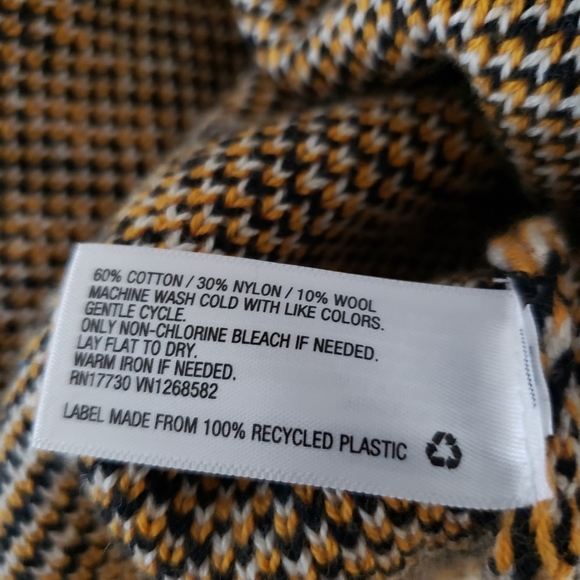 60% COTTON / 30% NYLON / 10% WOOL
MACHINE WASH COLD WITH LIKE COLORS.
GENTLE CYCLE.
ONLY NON-CHLORINE BLEACH IF NEEDED.
LAY FLAT TO DRY.
WARM IRON IF NEEDED.
RN17730 VN1268582
LABEL MADE FROM 100% RECYCLED PLASTIC